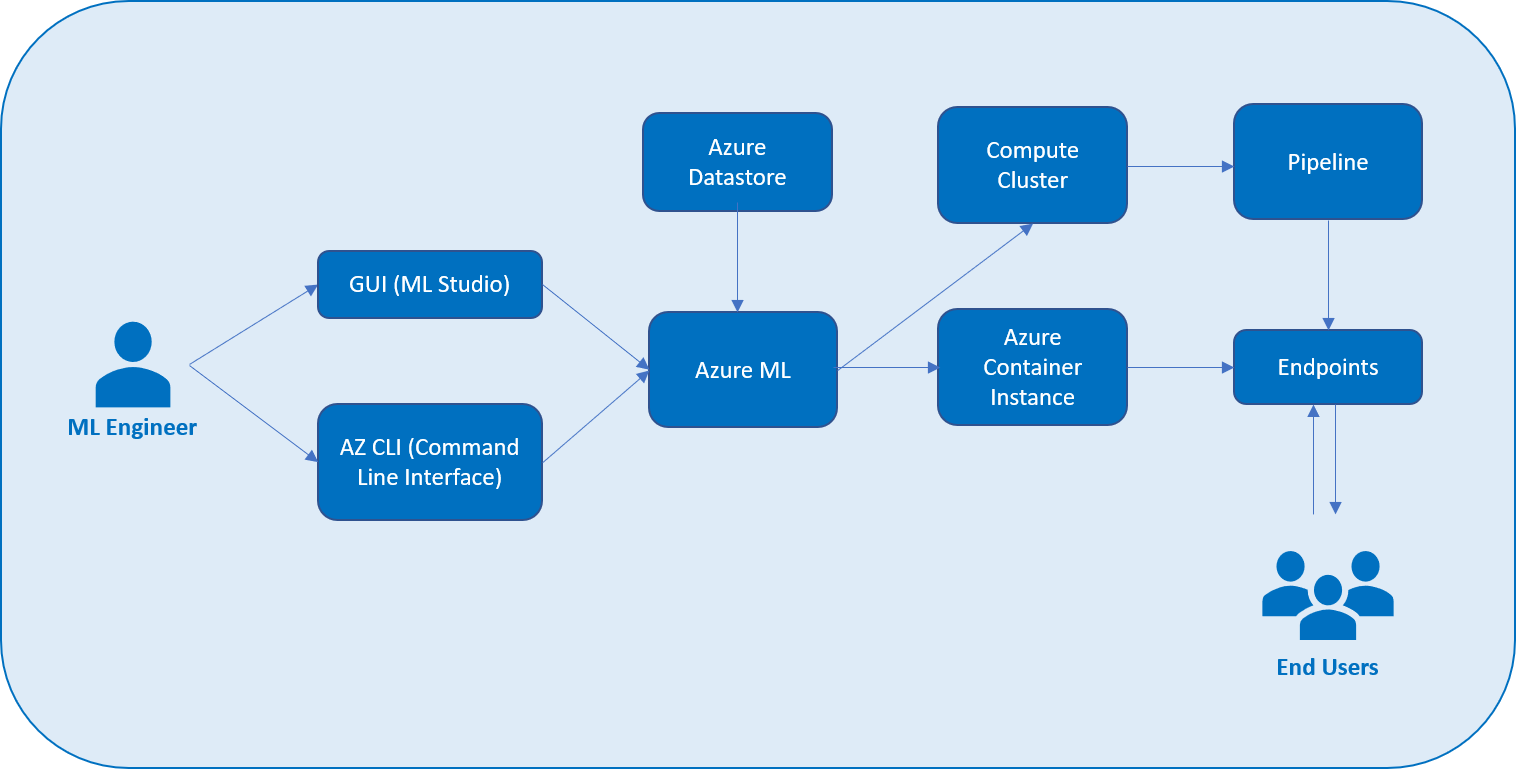 Azure
Datastore
Compute
Cluster
Pipeline
GUI (ML Studio)
ML Engineer
AZ CLI (Command
Line Interface)
Azure ML
Azure
Container
Instance
Endpoints
End Users